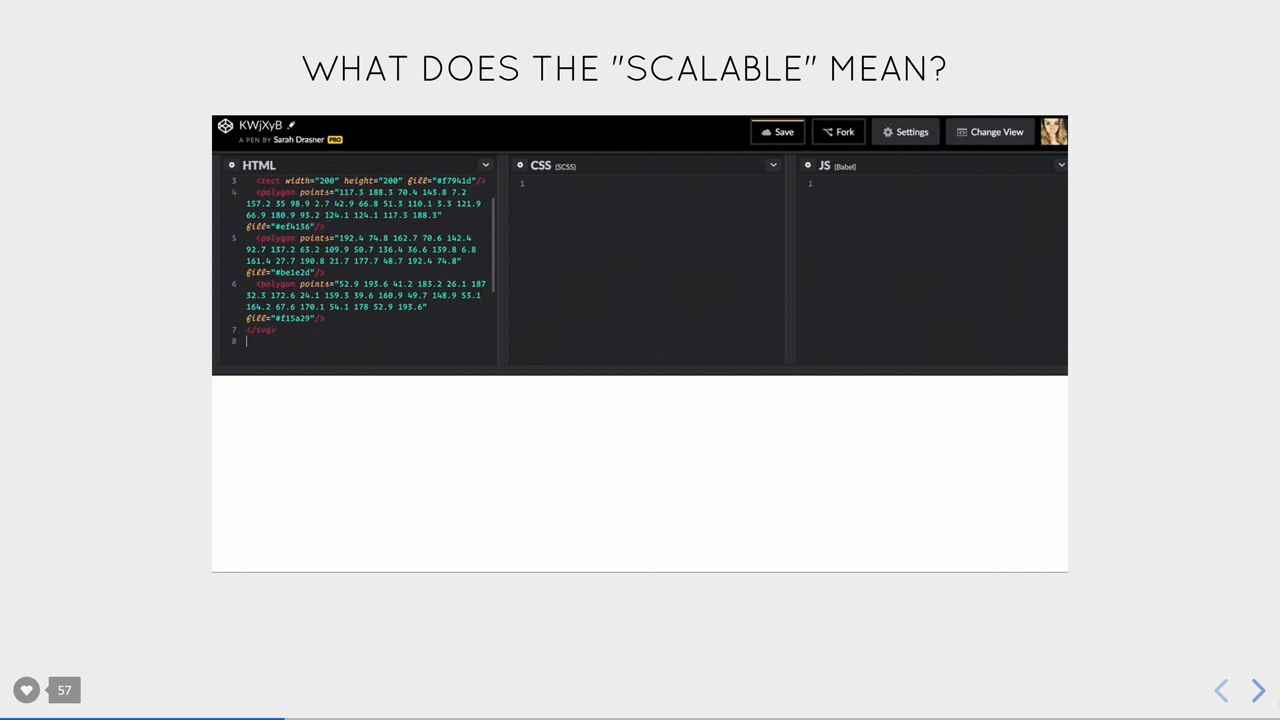 WHAT DOES THE "SCALABLE" MEAN?
KWjXyB
A PEN BY Sarah Drasner PRO
Save
Fork
Settings
Change View
HTML
3 <rect width="200" height="200" fill="#f7941d"/>
4 <polygon points="117.3 188.3 70.4 143.8 7.2
157.2 35 98.9 2.7 42.9 66.8 51.3 110.1 3.3 121.9
66.9 180.9 93.2 124.1 124.1 117.3 188.3"
fill="#ef4136"/>
5 <polygon points="192.4 74.8 162.7 70.6 142.4
92.7 137.2 63.2 109.9 50.7 136.4 36.6 139.8 6.8
161.4 27.7 190.8 21.7 177.7 48.7 192.4 74.8"
fill="#be1e2d"/>
6 <polygon points="52.9 193.6 41.2 183.2 26.1 187
32.3 172.6 24.1 159.3 39.6 160.9 49.7 148.9 53.1
164.2 67.6 170.1 54.1 178 52.9 193.6"
fill="#f15a29"/>
7 </svg>
8
CSS (SCSS)
1
JS (Babel)
1
57